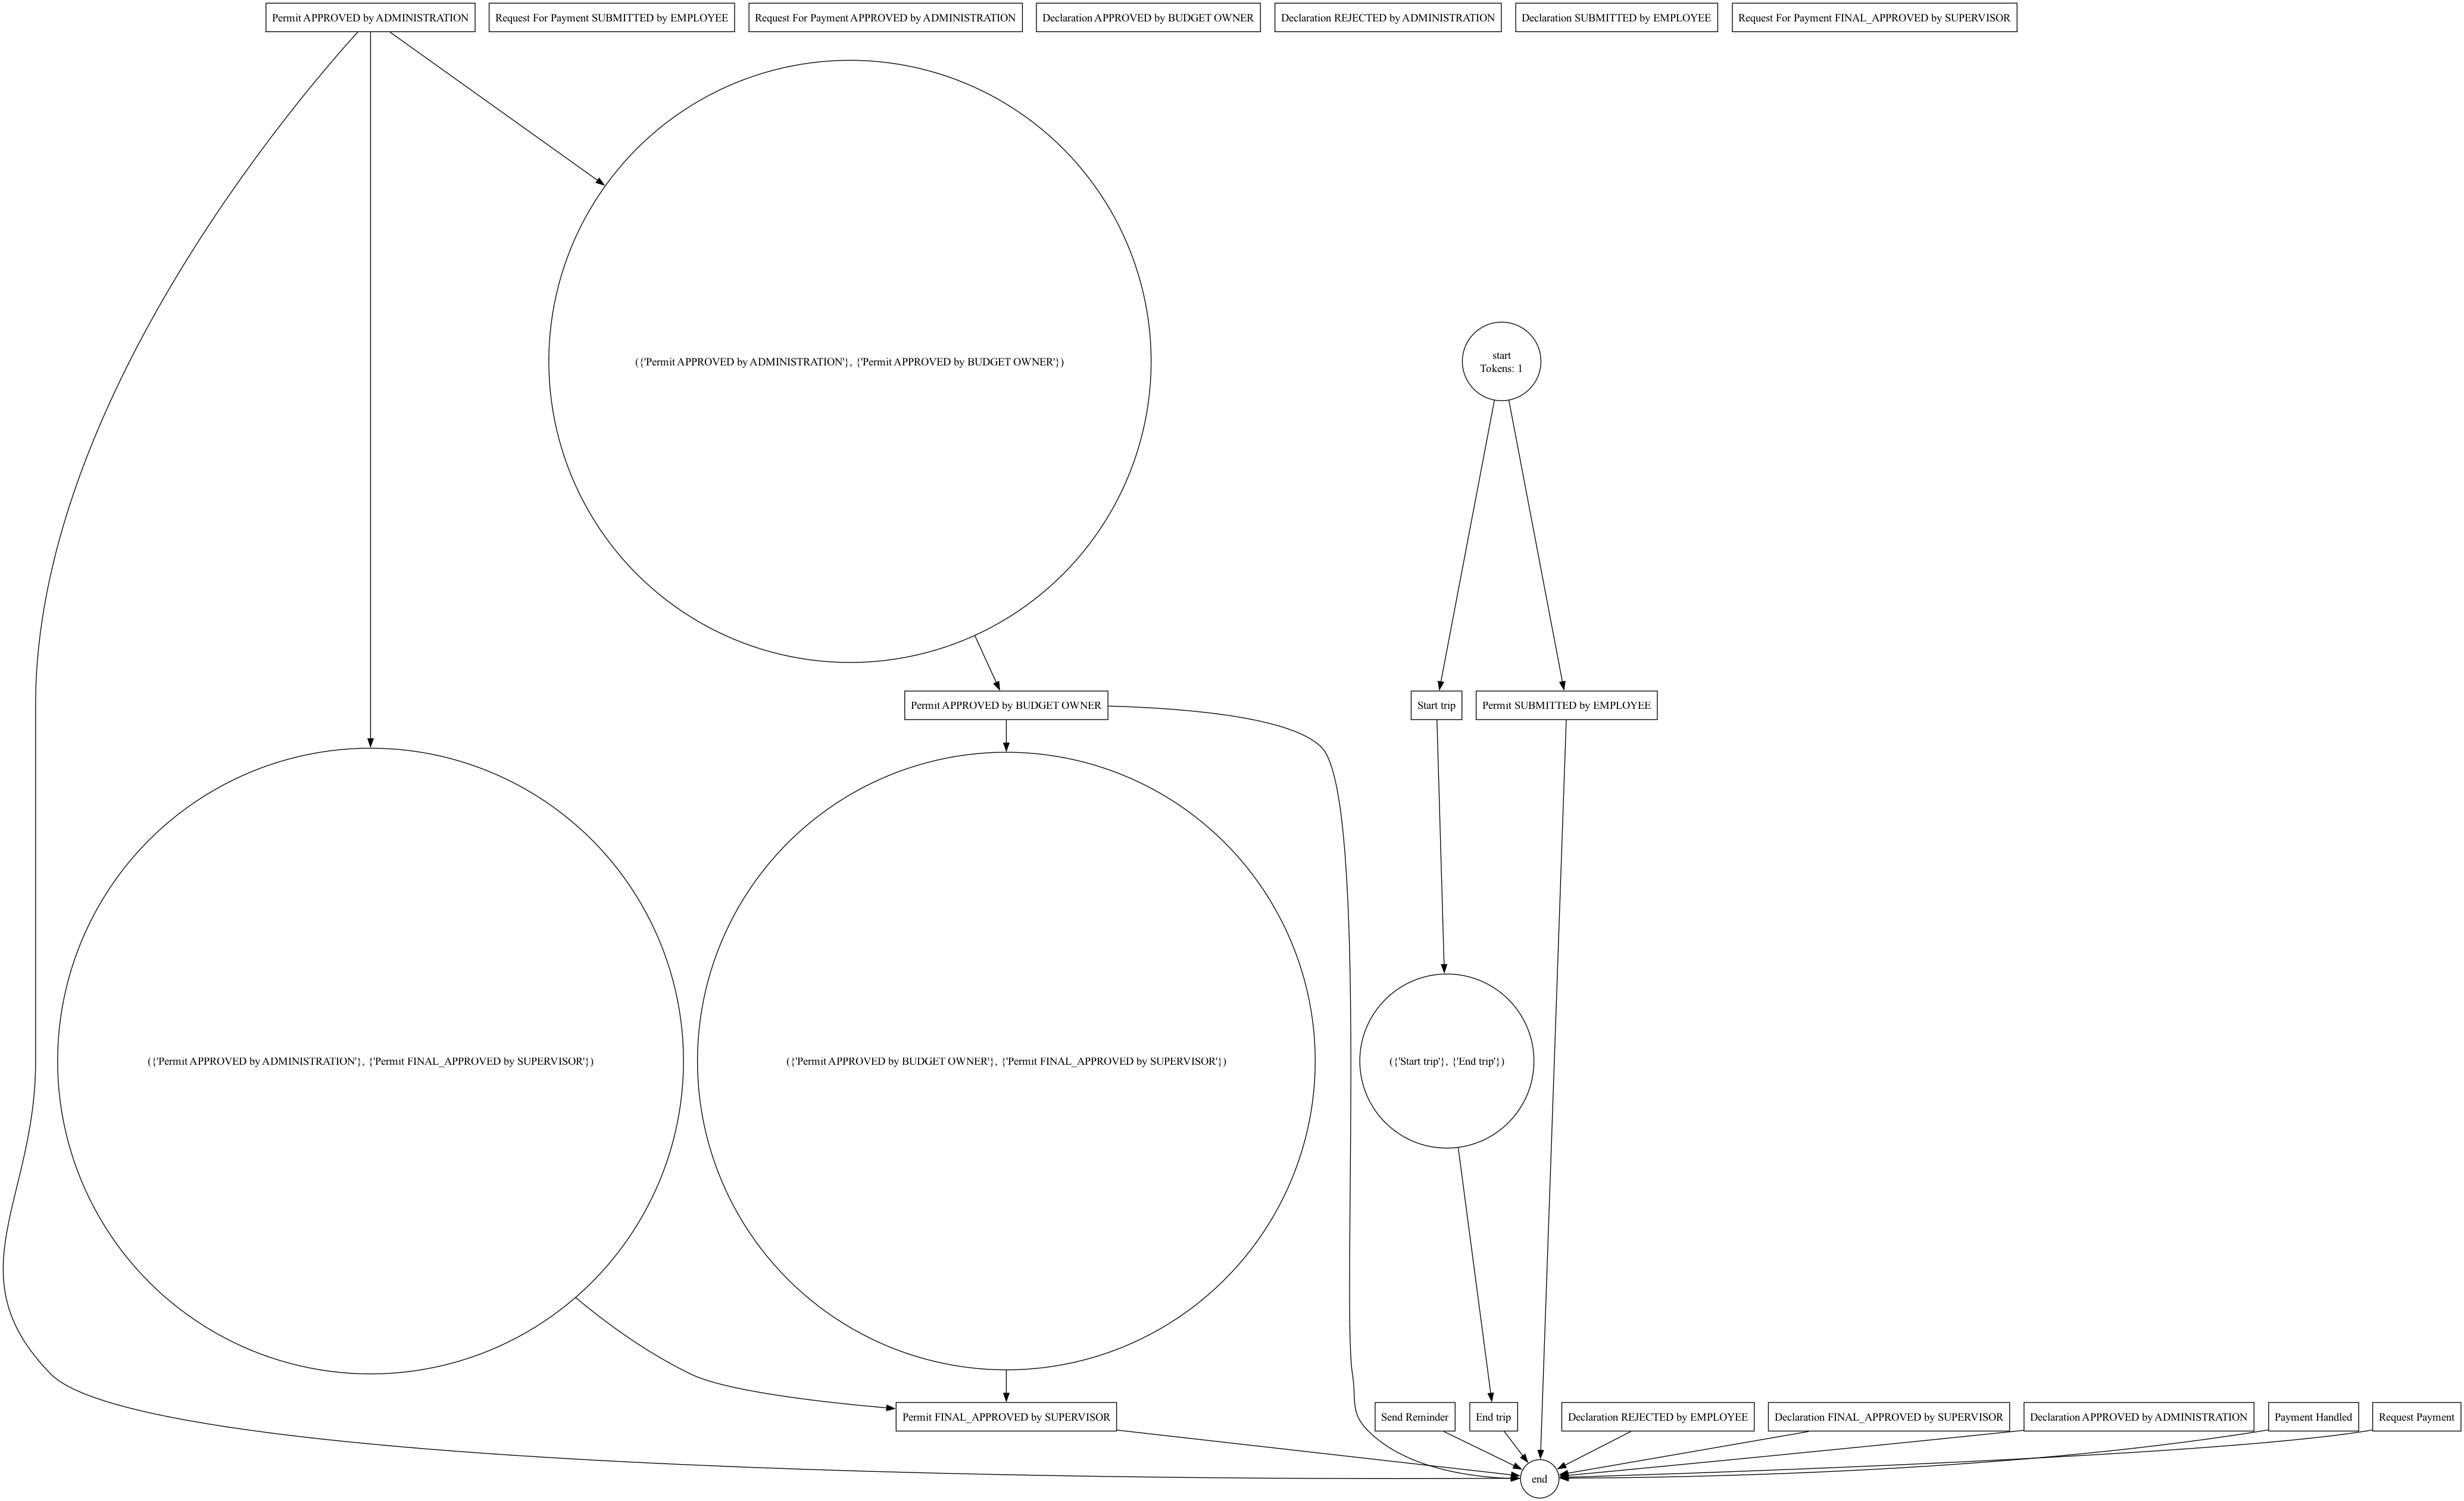 Permit APPROVED by ADMINISTRATION
Request For Payment SUBMITTED by EMPLOYEE
Request For Payment APPROVED by ADMINISTRATION
Declaration APPROVED by BUDGET OWNER
Declaration REJECTED by ADMINISTRATION
Declaration SUBMITTED by EMPLOYEE
Request For Payment FINAL_APPROVED by SUPERVISOR
({'Permit APPROVED by ADMINISTRATION'}, {'Permit APPROVED by BUDGET OWNER'})
start
Tokens: 1
Permit APPROVED by BUDGET OWNER
Start trip
Permit SUBMITTED by EMPLOYEE
({'Permit APPROVED by ADMINISTRATION'}, {'Permit FINAL_APPROVED by SUPERVISOR'})
({'Permit APPROVED by BUDGET OWNER'}, {'Permit FINAL_APPROVED by SUPERVISOR'})
({'Start trip'}, {'End trip'})
Permit FINAL_APPROVED by SUPERVISOR
Send Reminder
End trip
Declaration REJECTED by EMPLOYEE
Declaration FINAL_APPROVED by SUPERVISOR
Declaration APPROVED by ADMINISTRATION
Payment Handled
Request Payment
end